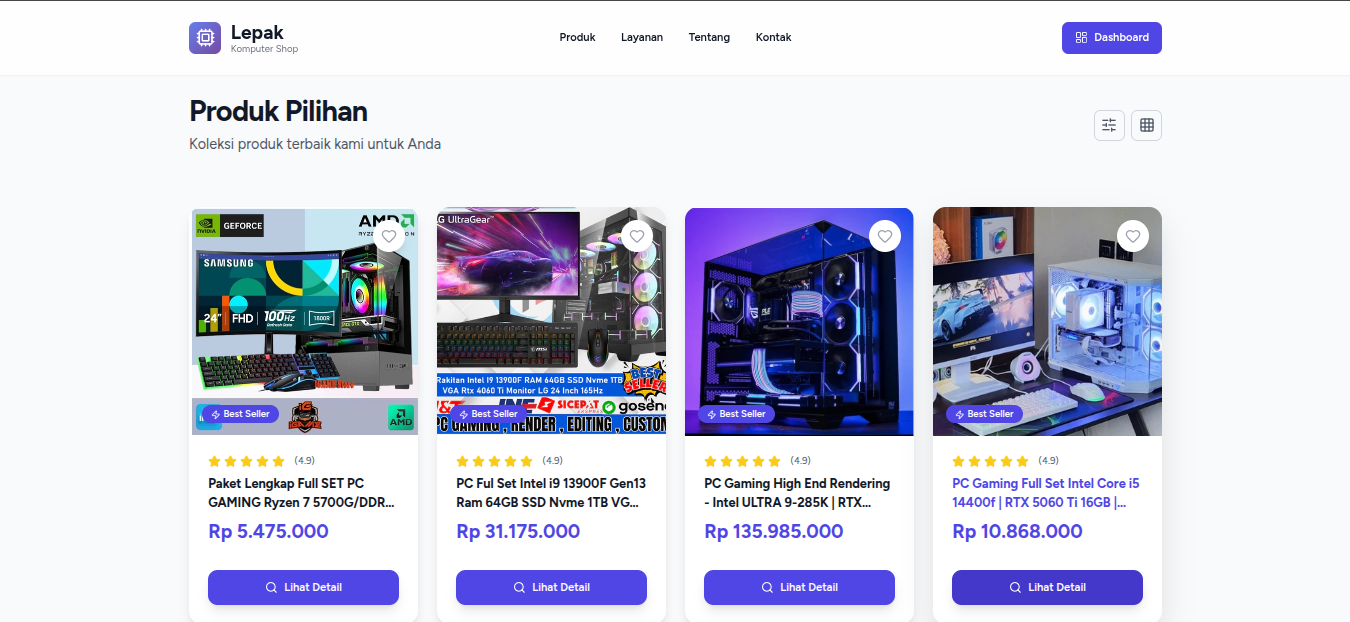 Lepak
Komputer Shop
Produk
Layanan
Tentang
Kontak
Dashboard
Produk Pilihan
Koleksi produk terbaik kami untuk Anda
NVIDIA
GEFORCE
AMD
SAMSUNG
24" FHD 100Hz 1800R
Refresh Rate
AMD
Best Seller
(4.9)
Paket Lengkap Full SET PC
GAMING Ryzen 7 5700G/DDR...
Rp 5.475.000
Lihat Detail
G UltraGear™
Rakitan Intel I9 13900F RAM 64GB SSD Nvme 1TB
VGA Rtx 4060 Ti Monitor LG 24 Inch 165Hz
BEST
SELLER
J&T
SICEPAT
gosend
PC GAMING , RENDER , EDITING , CUSTOM
Best Seller
(4.9)
PC Ful Set Intel i9 13900F Gen13
Ram 64GB SSD Nvme 1TB VG...
Rp 31.175.000
Lihat Detail
Best Seller
(4.9)
PC Gaming High End Rendering
- Intel ULTRA 9-285K | RTX...
Rp 135.985.000
Lihat Detail
Best Seller
(4.9)
PC Gaming Full Set Intel Core i5
14400f | RTX 5060 Ti 16GB |...
Rp 10.868.000
Lihat Detail